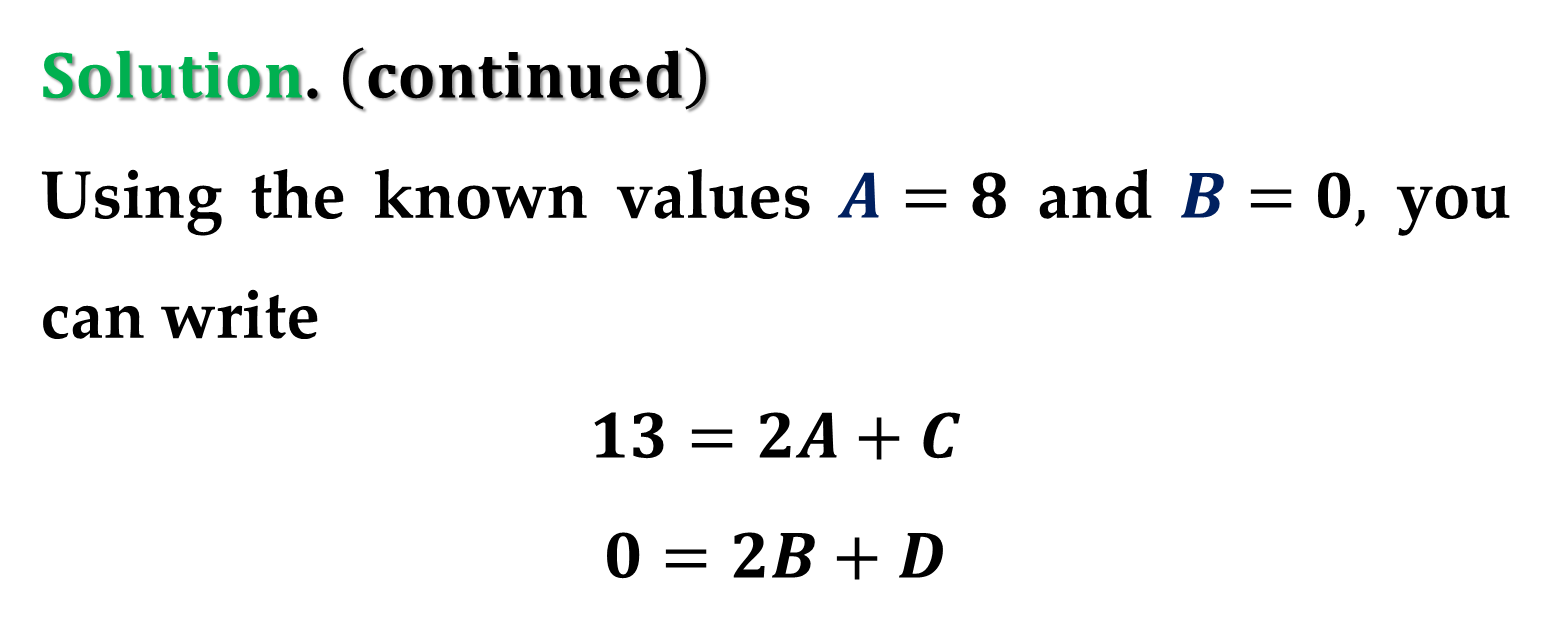 Solution. (continued)
Using the known values A = 8 and B = 0, you
can write
13 = 2A + C
0 = 2B + D